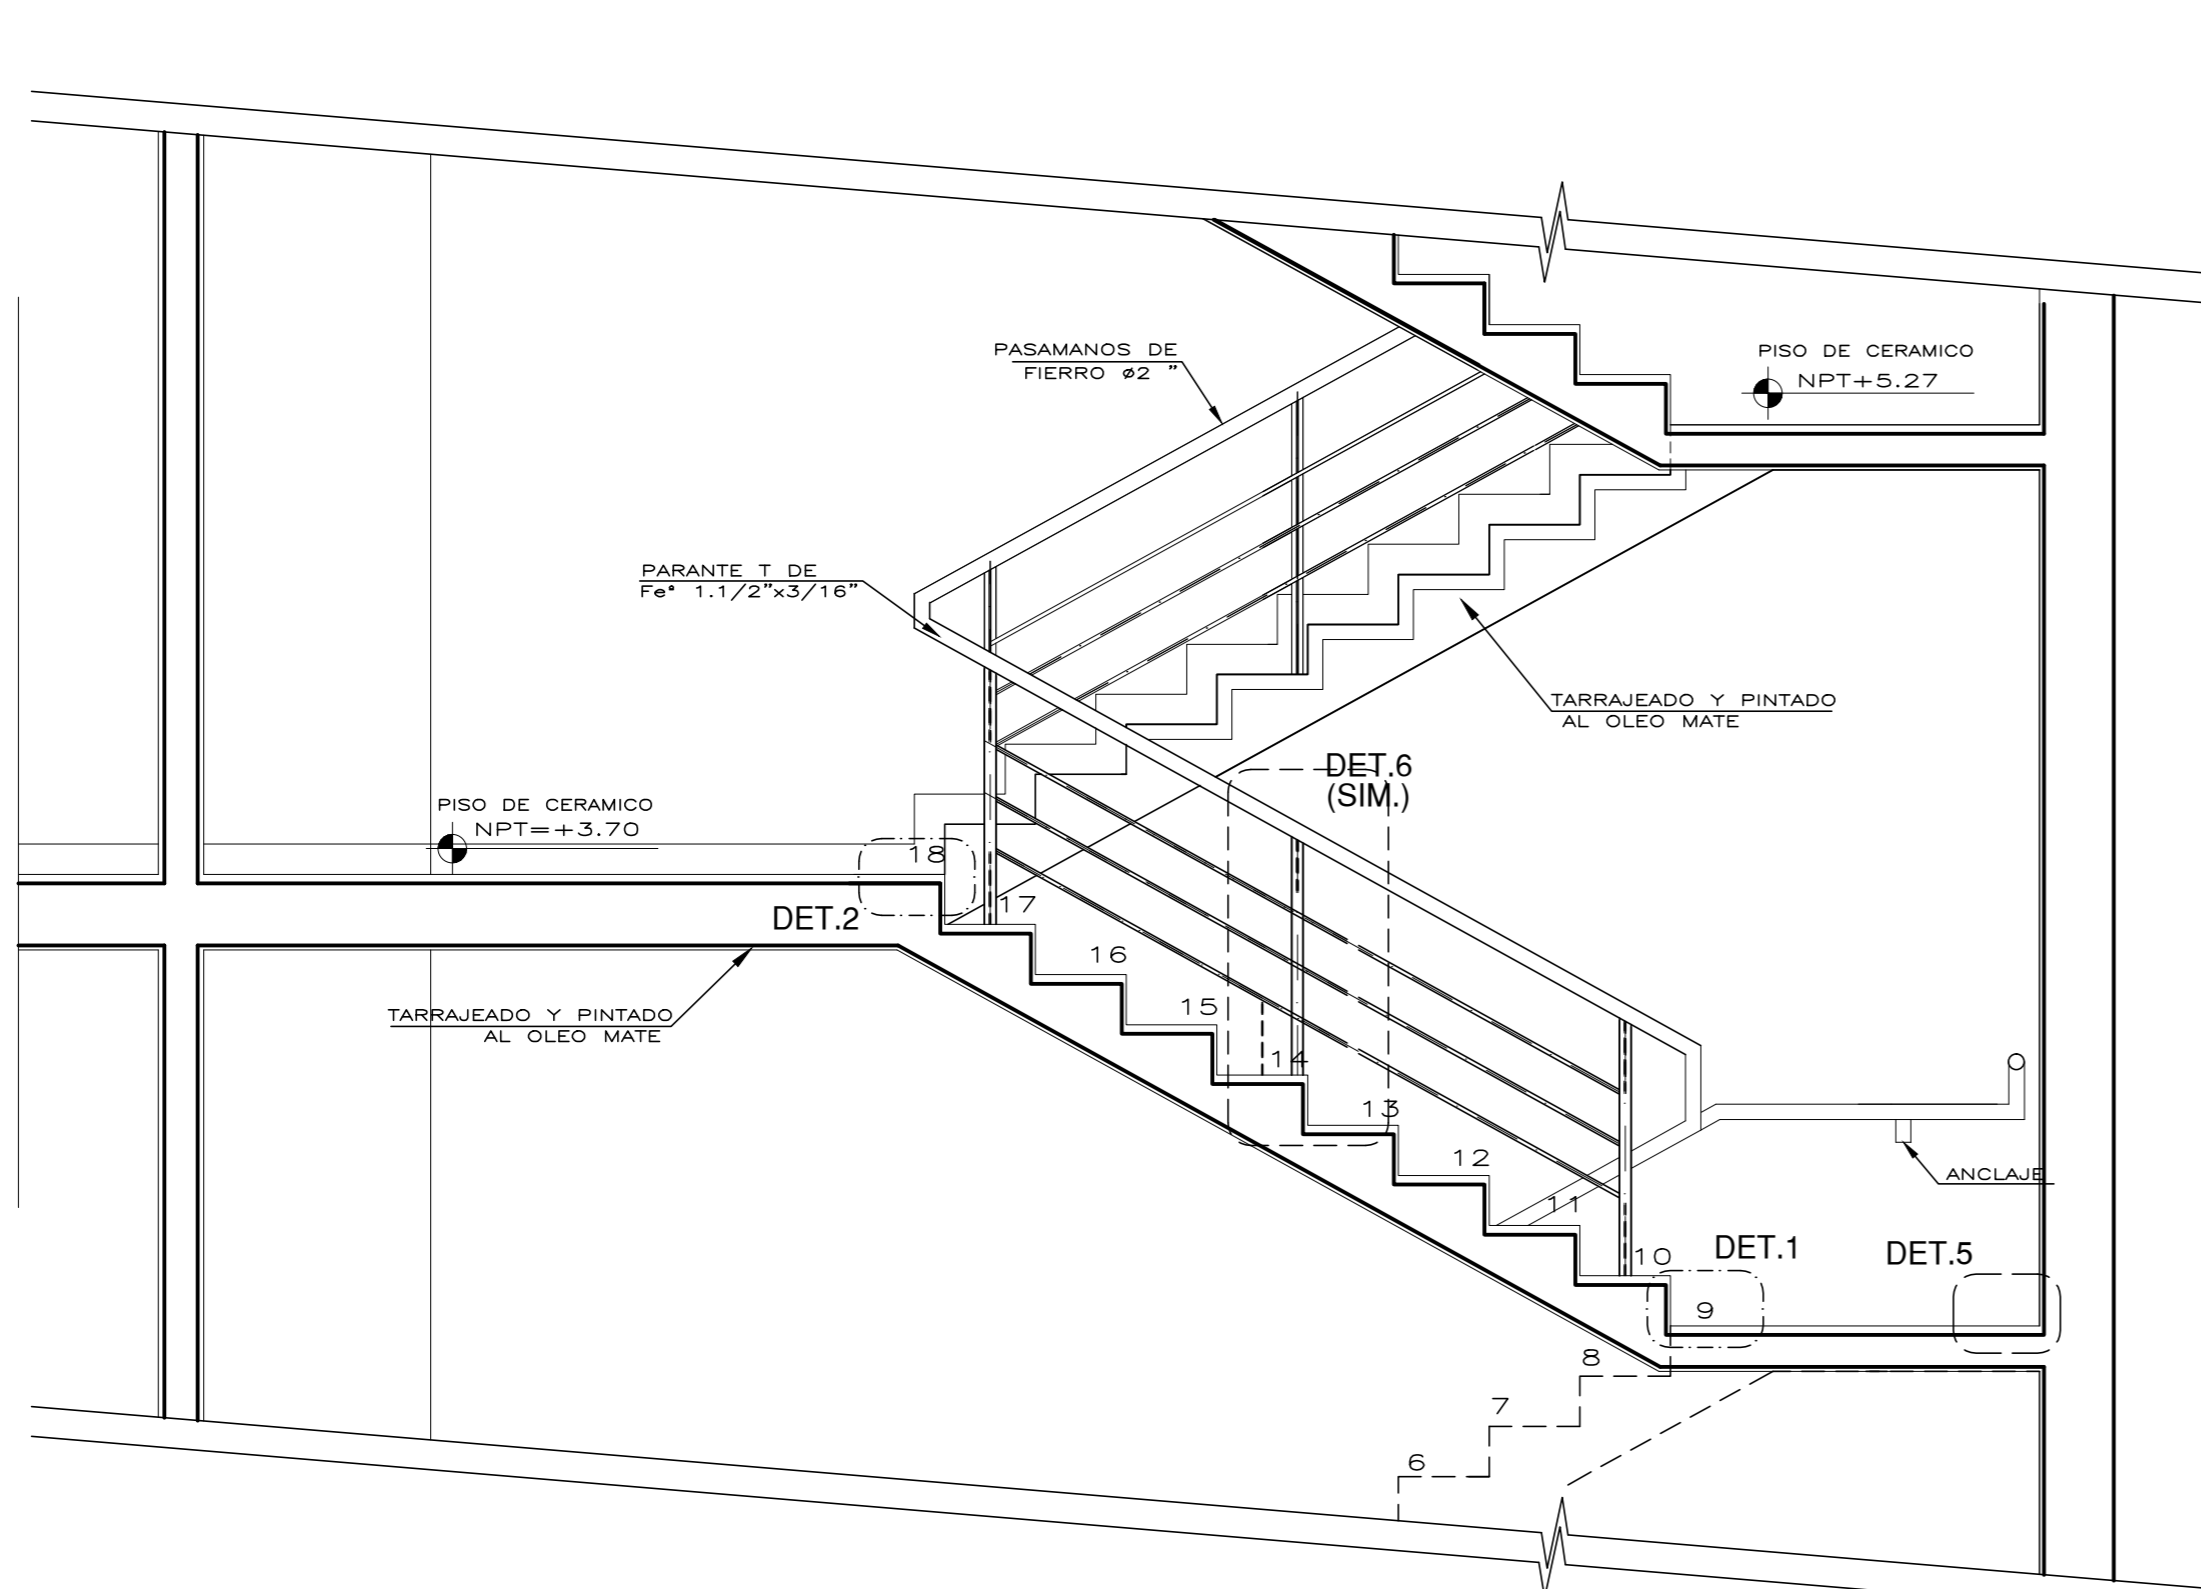 PASAMANOS DE
FIERRO ø2 "
PISO DE CERAMICO
NPT+5.27
PARANTE T DE
Feº 1.1/2"x3/16"
TARRAJEADO Y PINTADO
AL OLEO MATE
DET.6
(SIM.)
PISO DE CERAMICO
NPT=+3.70
18
DET.2
17
16
15
TARRAJEADO Y PINTADO
AL OLEO MATE
14
13
12
ANCLAJE
11
10
DET.1
DET.5
9
8
7
6